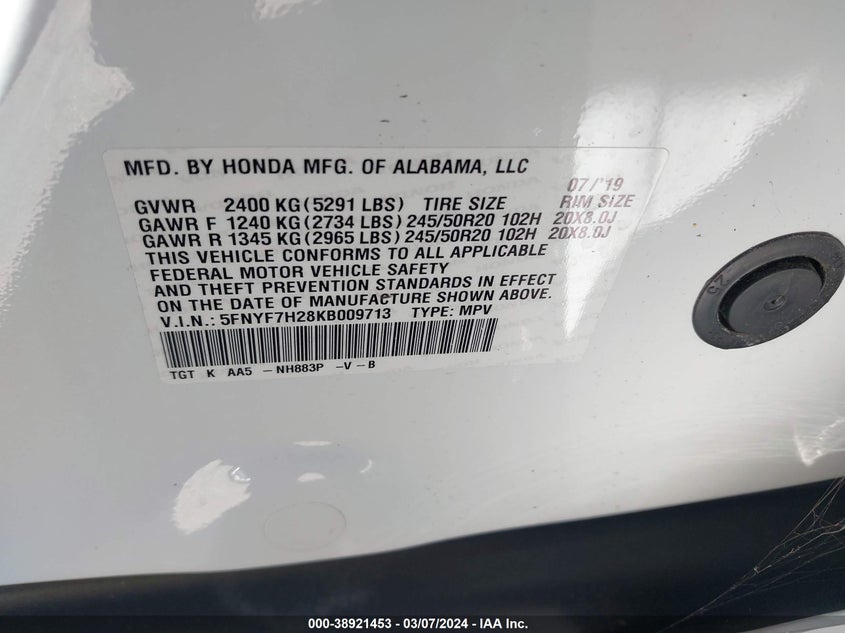 MFD. BY HONDA MFG. OF ALABAMA, LLC
07/'19
GVWR 2400 KG(5291 LBS) TIRE SIZE RIM SIZE
GAWR F 1240 KG(2734 LBS) 245/50R20 102H 20X8.0J
GAWR R 1345 KG(2965 LBS) 245/50R20 102H 20X8.0J
THIS VEHICLE CONFORMS TO ALL APPLICABLE
FEDERAL MOTOR VEHICLE SAFETY
AND THEFT PREVENTION STANDARDS IN EFFECT
ON THE DATE OF MANUFACTURE SHOWN ABOVE.
V.I.N.: 5FNYF7H28KB009713 TYPE: MPV
TGT K AA5 -NH883P -V-B
000-38921453 - 03/07/2024 - IAA Inc.